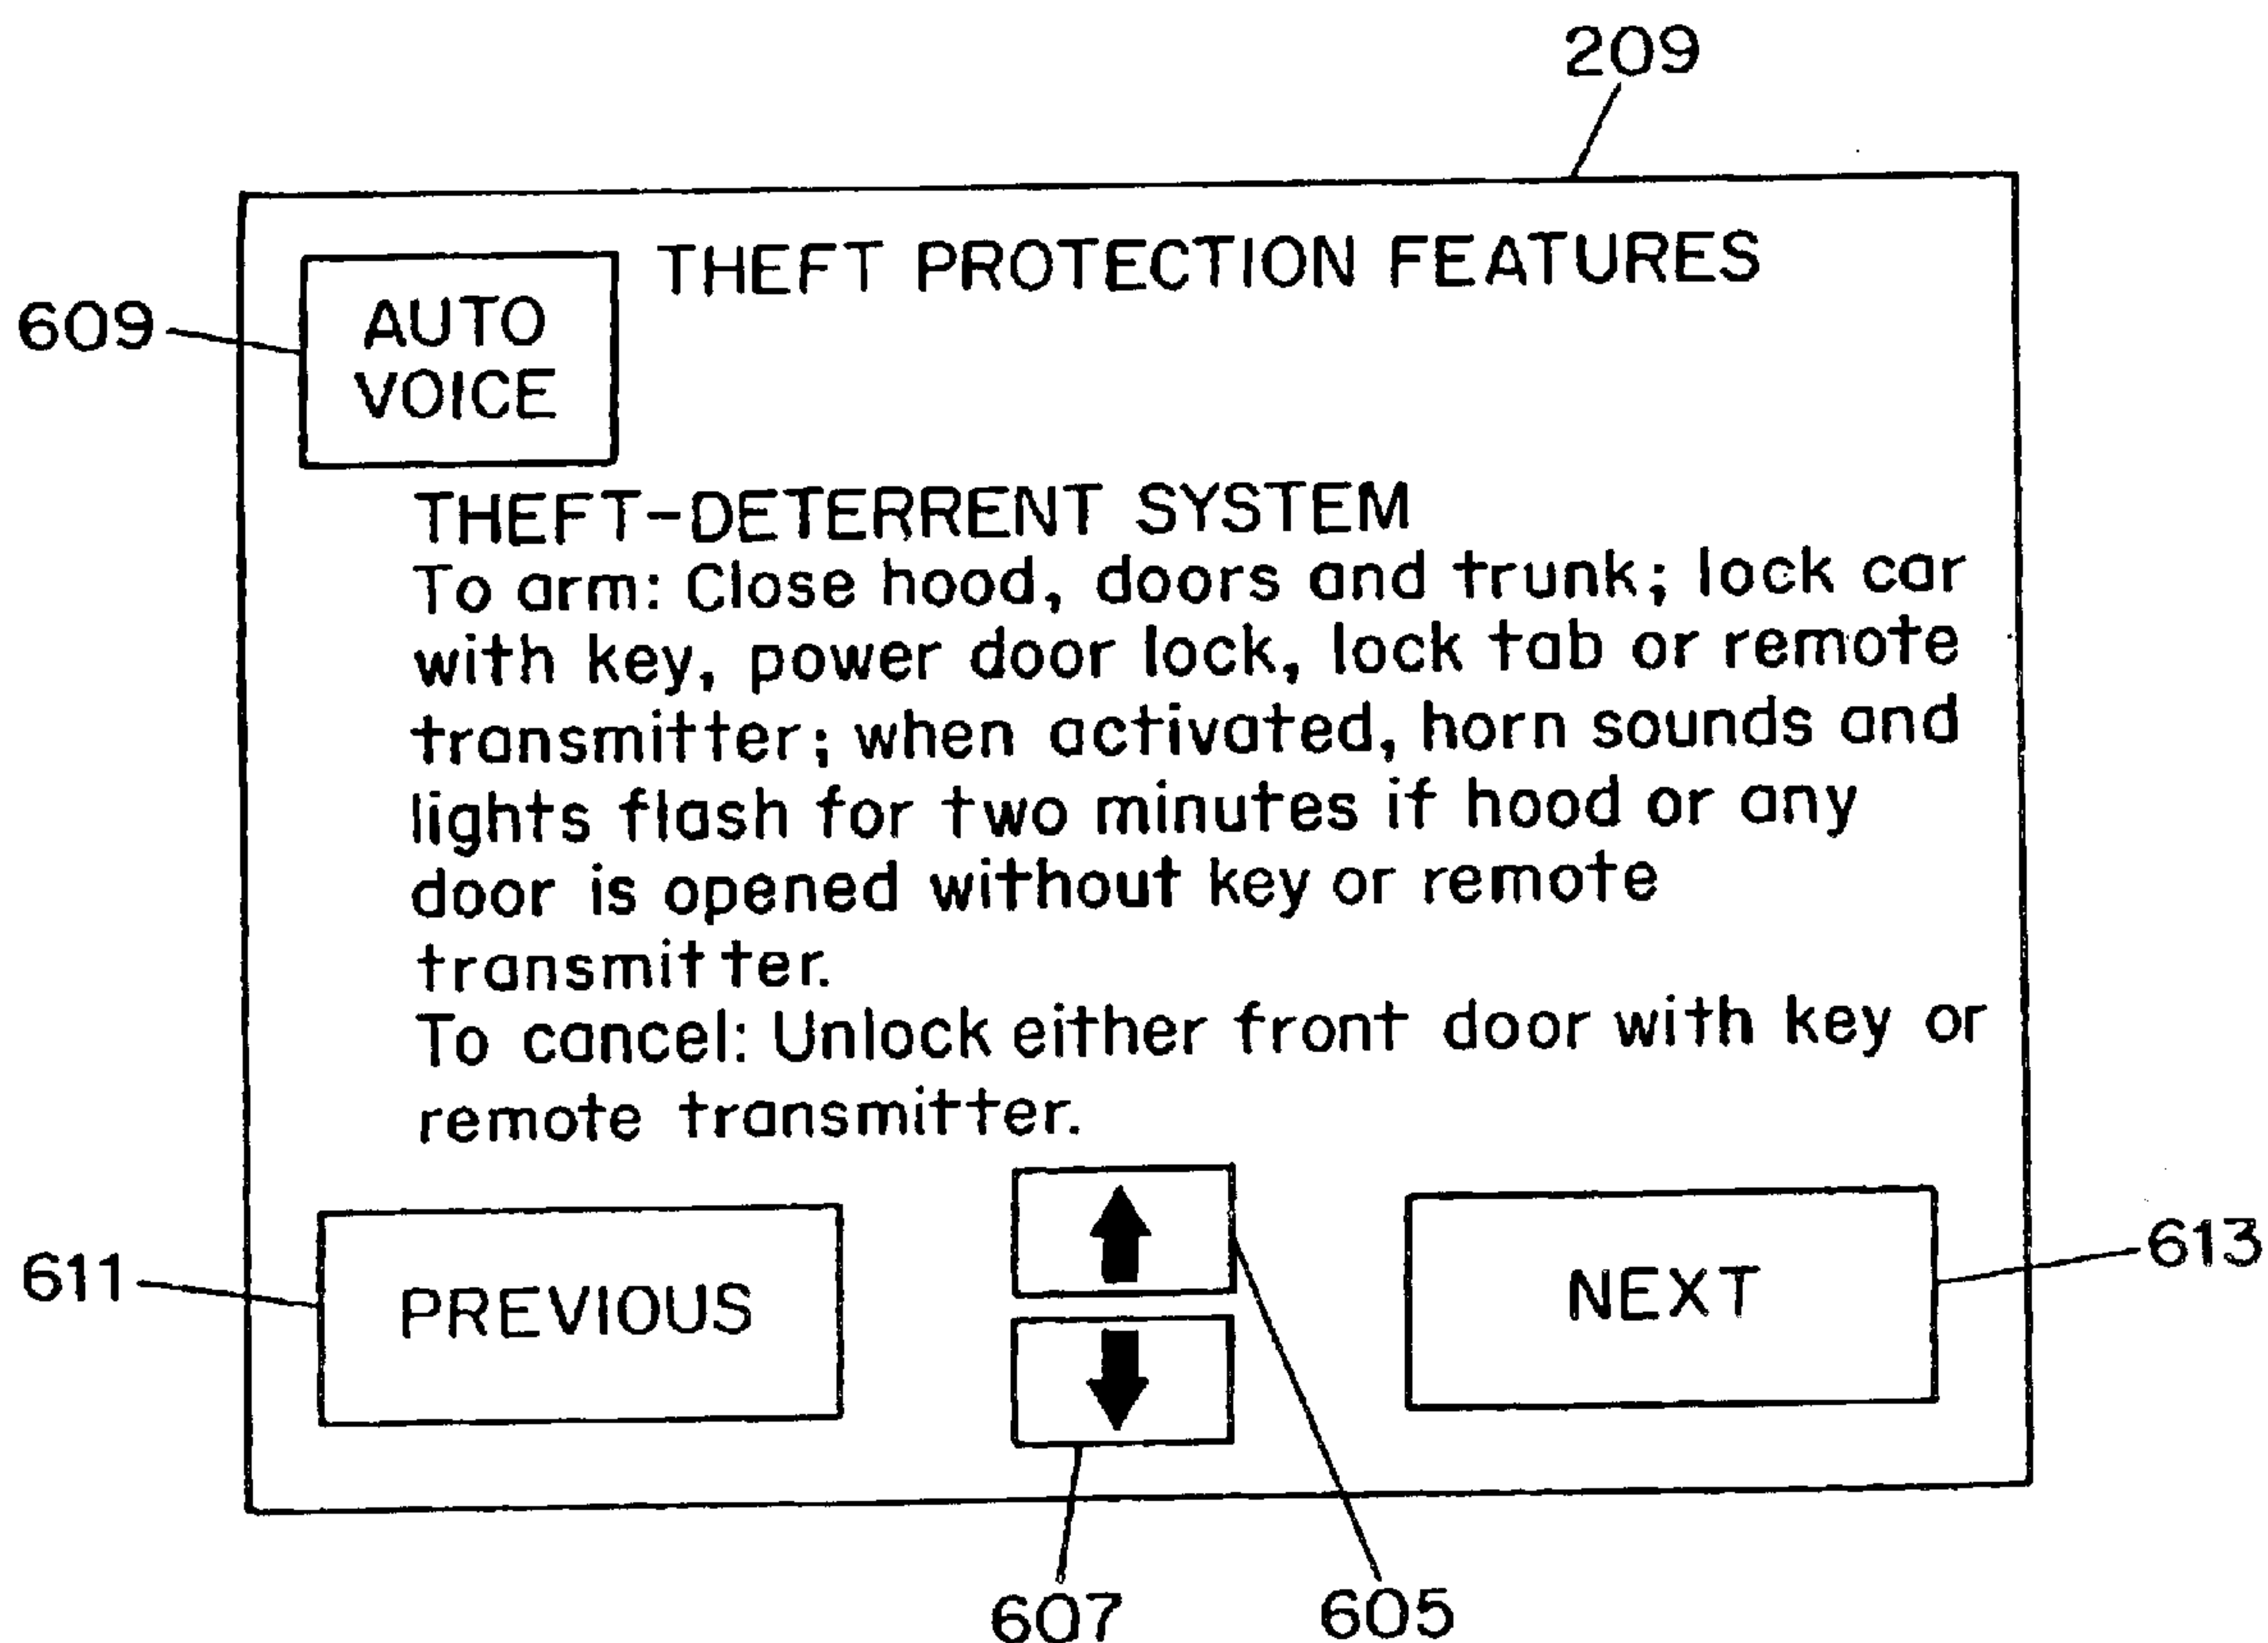 209
THEFT PROTECTION FEATURES
609
AUTO
VOICE
THEFT-DETERRENT SYSTEM
To arm: Close hood, doors and trunk; lock car
with key, power door lock, lock tab or remote
transmitter; when activated, horn sounds and
lights flash for two minutes if hood or any
door is opened without key or remote
transmitter.
To cancel: Unlock either front door with key or
remote transmitter.
611
PREVIOUS
NEXT
613
607
605